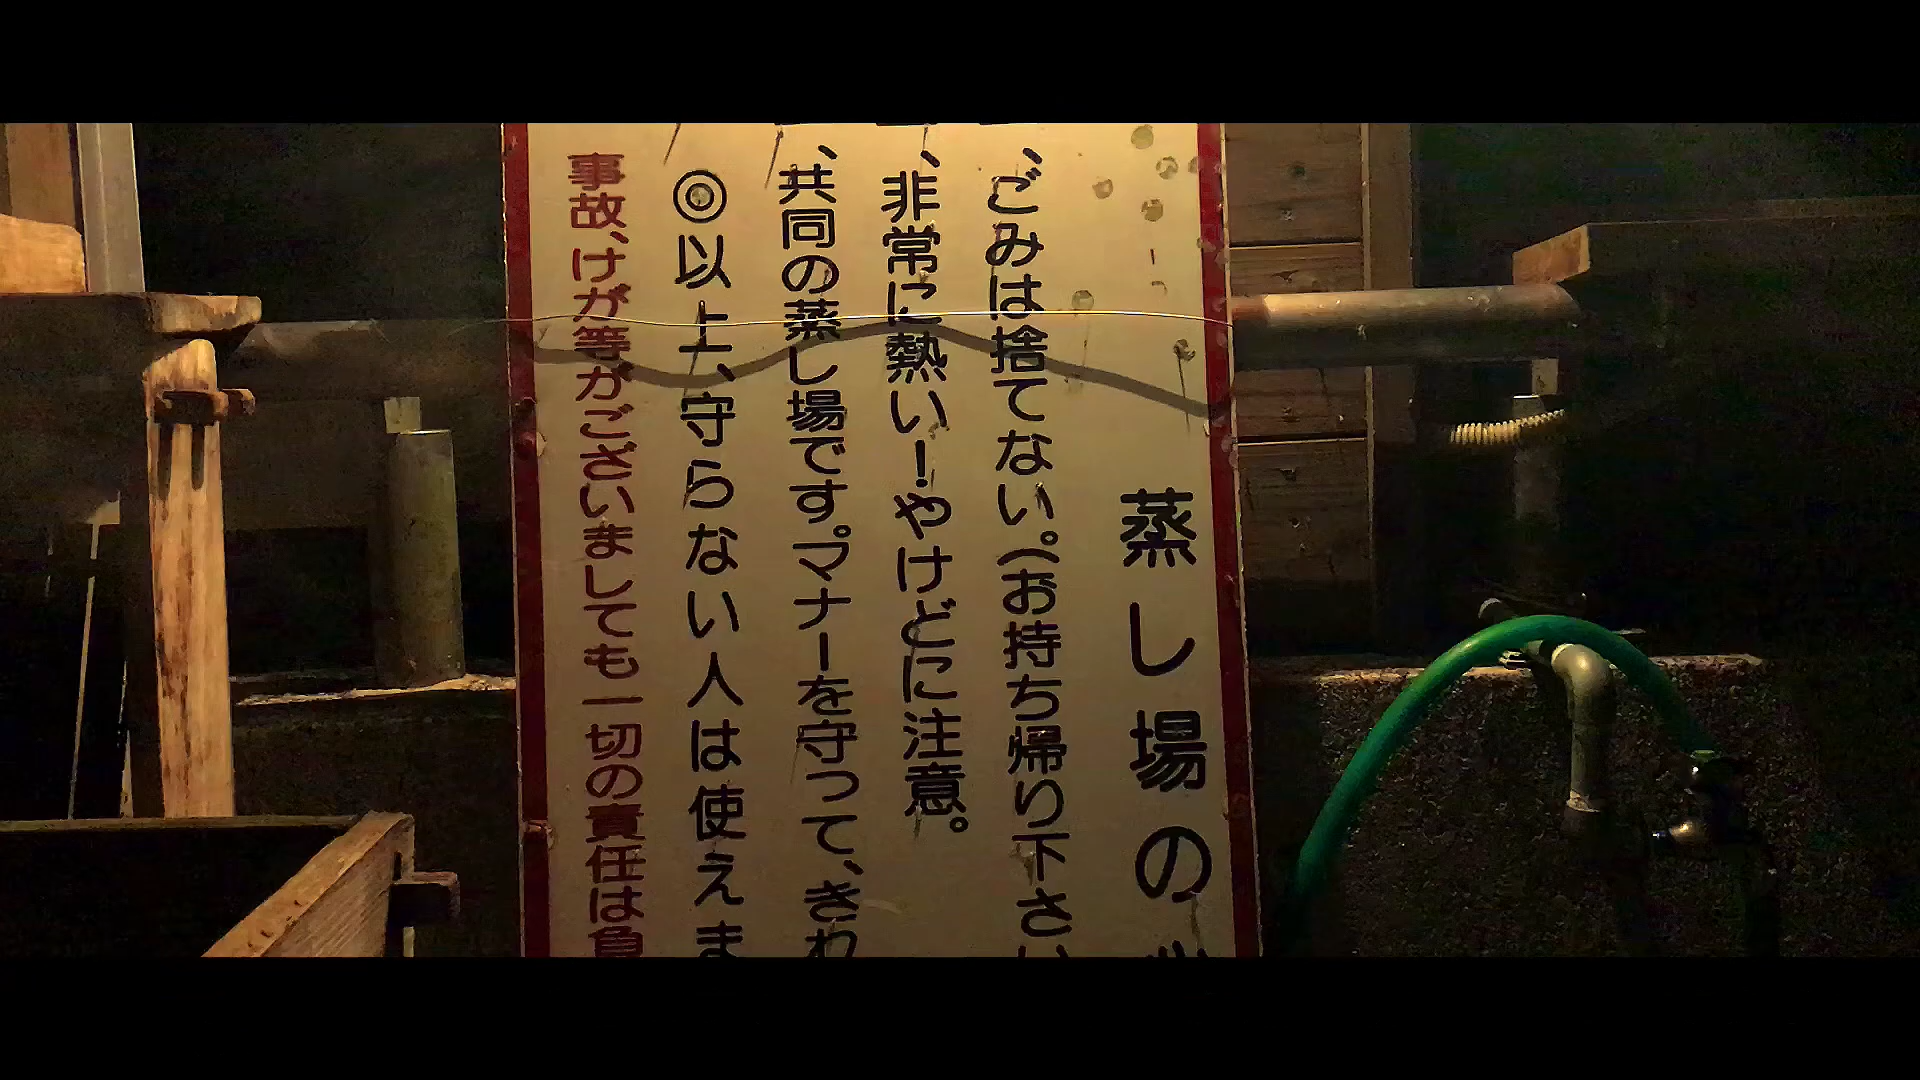 蒸し場の
、ごみは捨てない。(お持ち帰り下さい
、非常に熱い!やけどに注意。
、共同の蒸し場です。マナーを守って、きれ
◎以上、守らない人は使えま
事故、けが等がございましても一切の責任は負